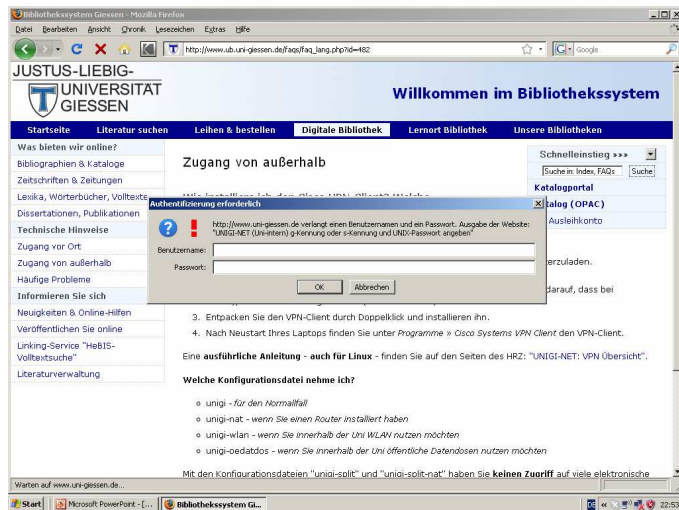 Bibliothekssystem Giessen - Mozilla Firefox
Datei Bearbeiten Ansicht Chronik Lesezeichen Extras Hilfe
http://www.ub.uni-giessen.de/faqs/faq_lang.php?id=482
Google
JUSTUS-LIEBIG-
UNIVERSITÄT
GIESSEN
Willkommen im Bibliothekssystem
Startseite Literatur suchen Leihen & bestellen Digitale Bibliothek Lernort Bibliothek Unsere Bibliotheken
Was bieten wir online?
Bibliographien & Kataloge
Zeitschriften & Zeitungen
Lexika, Wörterbücher, Volltexte
Dissertationen, Publikationen
Technische Hinweise
Zugang vor Ort
Zugang von außerhalb
Häufige Probleme
Informieren Sie sich
Neuigkeiten & Online-Hilfen
Veröffentlichen Sie online
Linking-Service "HeBIS-
Volltextsuche"
Literaturverwaltung
Zugang von außerhalb
Schnelleinstieg »»»
Suche in: Index, FAQs Suche
Katalogportal
talog (OPAC)
Ausleihkonto
Authentifizierung erforderlich
http://www.uni-giessen.de verlangt einen Benutzernamen und ein Passwort. Ausgabe der Website:
"UNIGI-NET (Uni-intern) g-Kennung oder s-Kennung und UNIX-Passwort angeben"
Benutzername:
Passwort:
OK Abbrechen
terzuladen.
darauf, dass bei
3. Entpacken Sie den VPN-Client durch Doppelklick und installieren ihn.
4. Nach Neustart Ihres Laptops finden Sie unter Programme » Cisco Systems VPN Client den VPN-Client.
Eine ausführliche Anleitung - auch für Linux - finden Sie auf den Seiten des HRZ: "UNIGI-NET: VPN Übersicht".
Welche Konfigurationsdatei nehme ich?
unigi - für den Normallfall
unigi-nat - wenn Sie einen Router installiert haben
unigi-wlan - wenn Sie innerhalb der Uni WLAN nutzen möchten
unigi-oedatdos - wenn Sie innerhalb der Uni öffentliche Datendosen nutzen möchten
Mit den Konfigurationsdateien "unigi-split" und "unigi-split-nat" haben Sie keinen Zugriff auf viele elektronische
Warten auf www.uni-giessen.de...
Start Microsoft PowerPoint - [... Bibliothekssystem Gi... DE « 22:53